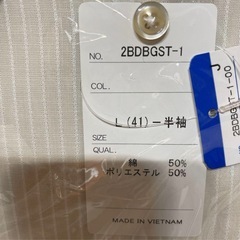 NO. 2BDBGST-1
COL.
L (41)-半袖
SIZE
QUAL.
綿 50%
ポリエステル 50%
MADE IN VIETNAM
J
2BDBGST-1-00